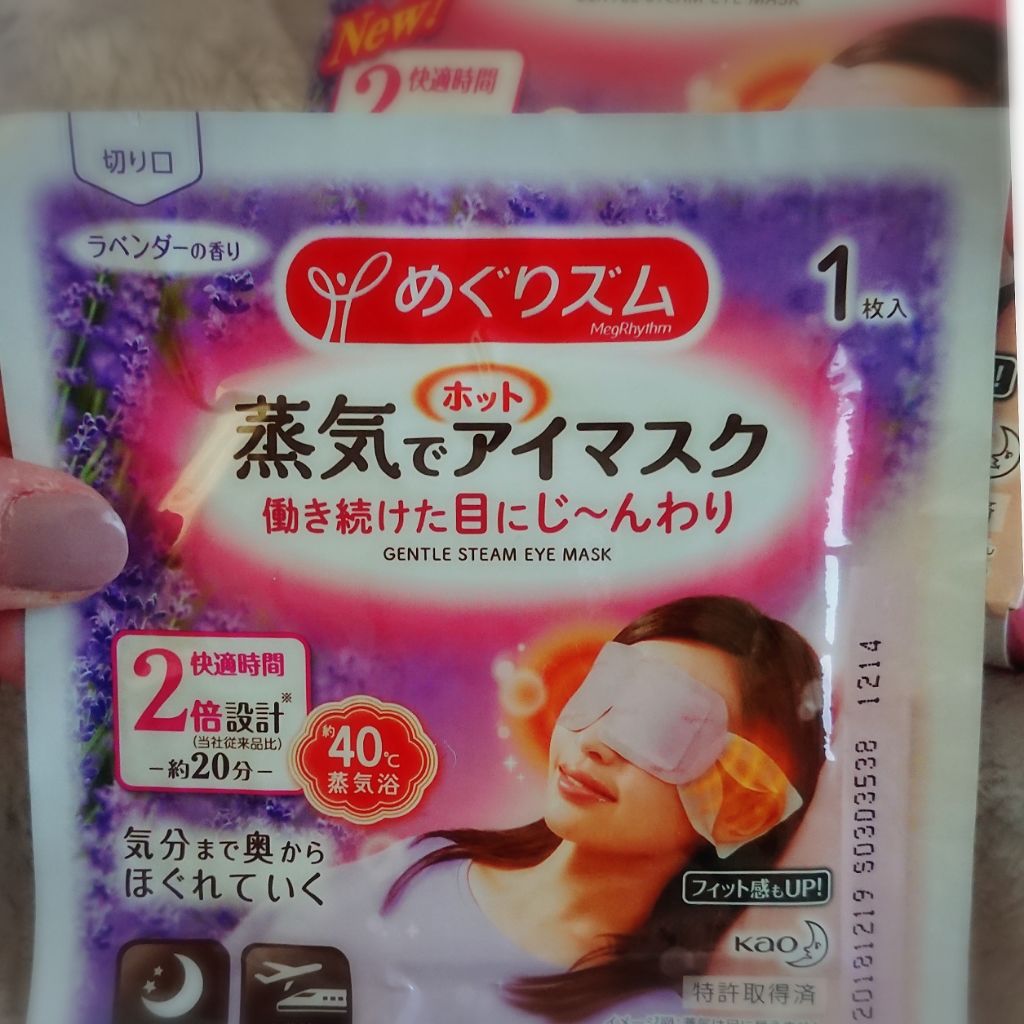 GENTLE STEAM EYE MASK
New!
2 快適時間
切り口
ラベンダーの香り
めぐりズム
MegRhythm
1枚入
ホット
蒸気でアイマスク
働き続けた目にじ〜んわり
GENTLE STEAM EYE MASK
快適時間
2倍設計※
(当社従来品比)
−約20分−
約40℃
蒸気浴
気分まで奥から
ほぐれていく
フィット感もUP!
Kao
特許取得済
20181219 S0303538 1214